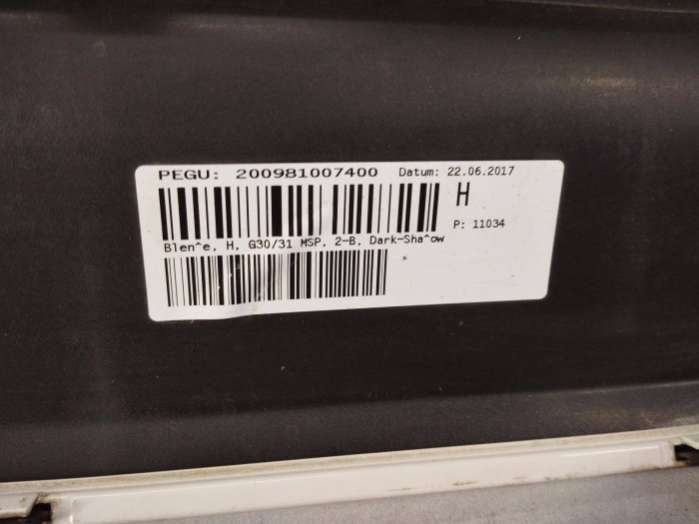 PEGU: 200981007400 Datum: 22.06.2017
H
P: 11034
Blen^e, H, G30/31 MSP, 2-B, Dark-Sha^ow